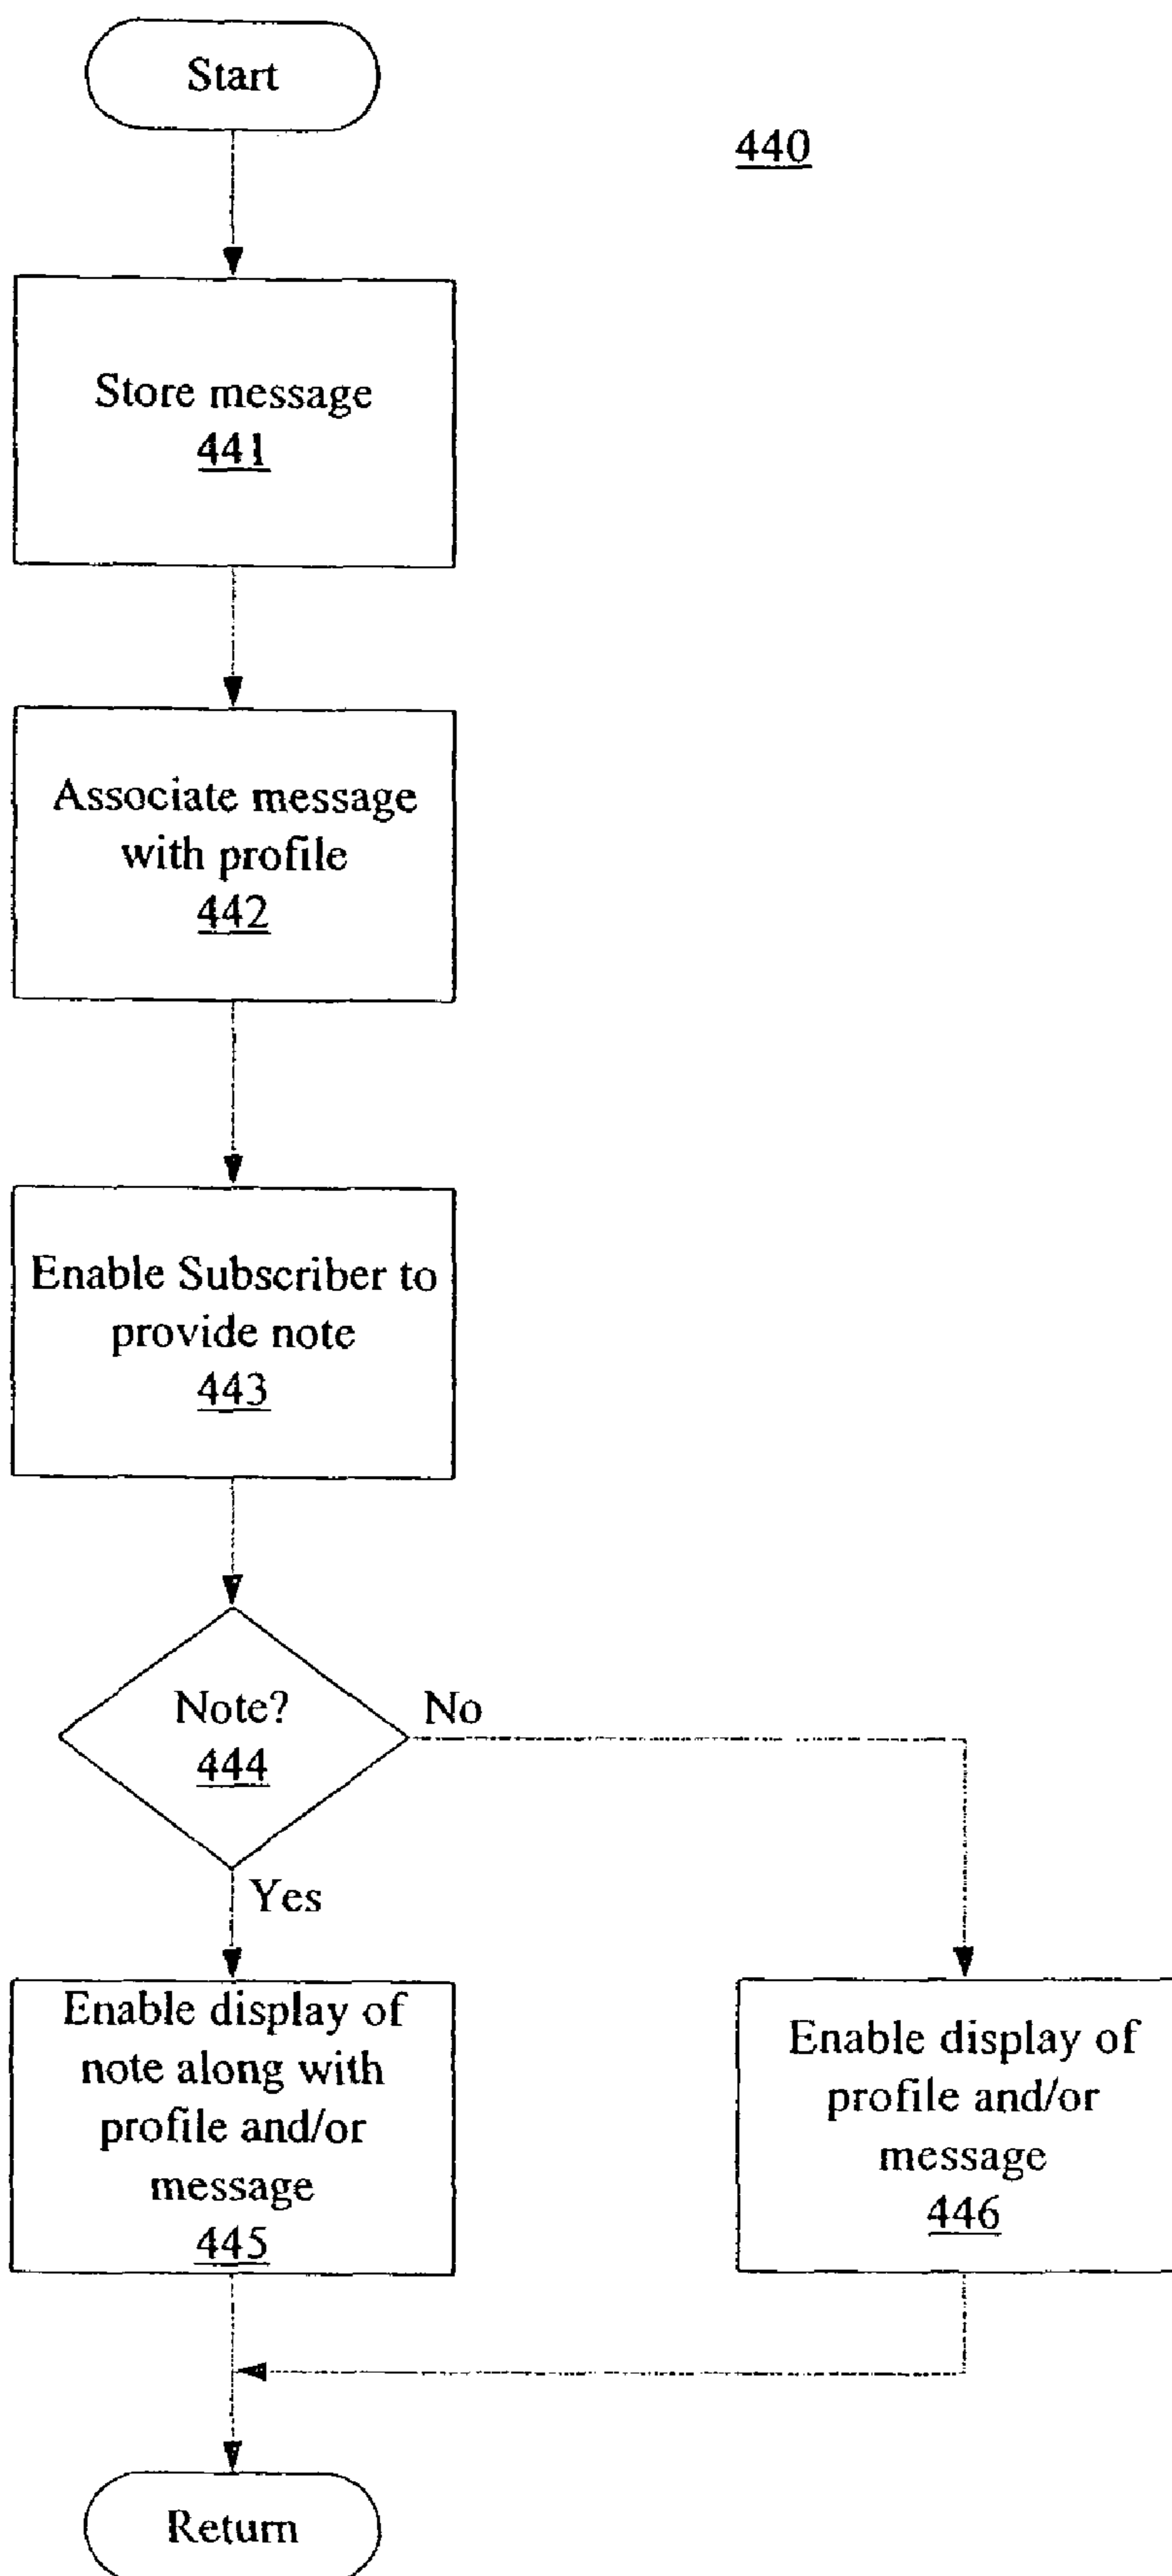 Start
440
Store message
441
Associate message
with profile
442
Enable Subscriber to
provide note
443
Note?
444
No
Yes
Enable display of
note along with
profile and/or
message
445
Enable display of
profile and/or
message
446
Return